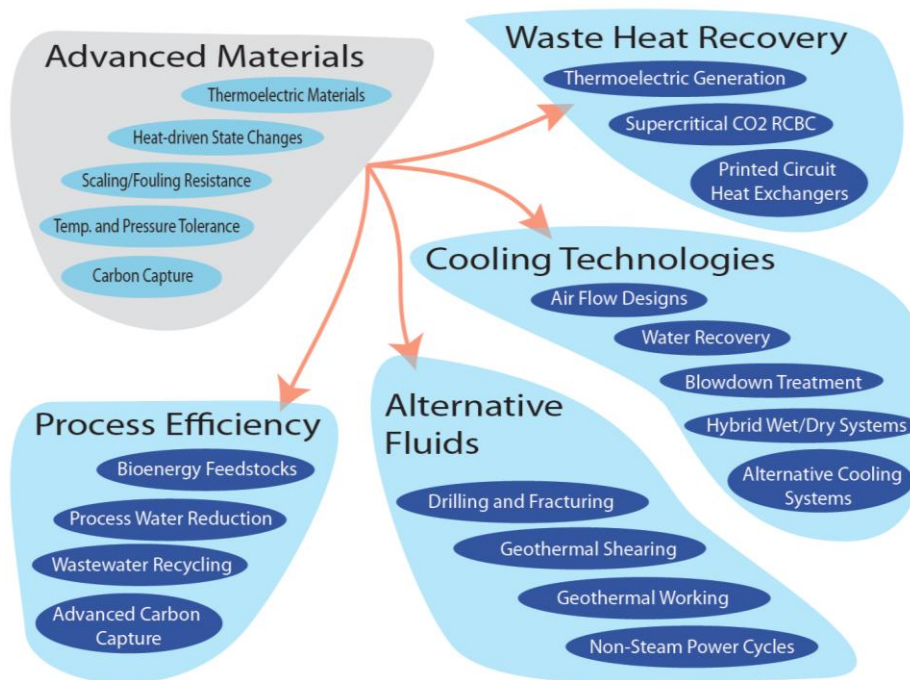 Advanced Materials
Thermoelectric Materials
Heat-driven State Changes
Scaling/Fouling Resistance
Temp. and Pressure Tolerance
Carbon Capture
Waste Heat Recovery
Thermoelectric Generation
Supercritical CO2 RCBC
Printed Circuit
Heat Exchangers
Cooling Technologies
Air Flow Designs
Water Recovery
Blowdown Treatment
Hybrid Wet/Dry Systems
Alternative Cooling
Systems
Process Efficiency
Bioenergy Feedstocks
Process Water Reduction
Wastewater Recycling
Advanced Carbon
Capture
Alternative
Fluids
Drilling and Fracturing
Geothermal Shearing
Geothermal Working
Non-Steam Power Cycles